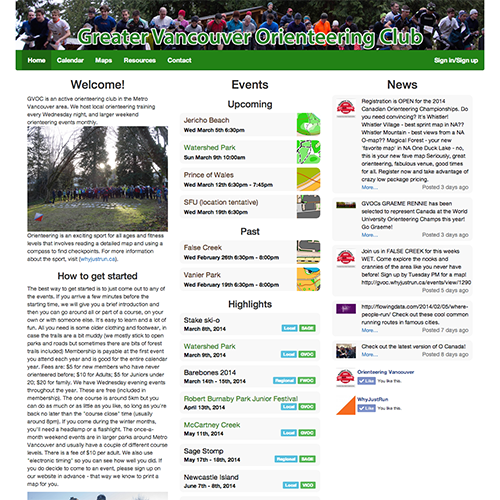 Greater Vancouver Orienteering Club
Home Calendar Maps Resources Contact Sign in/Sign up
Welcome!
GVOC is an active orienteering club in the Metro
Vancouver area. We host local orienteering training
every Wednesday night, and larger weekend
orienteering events monthly.
Orienteering is an exciting sport for all ages and fitness
levels that involves reading a detailed map and using a
compass to find checkpoints. For more information
about the sport, visit (whyjustrun.ca).
How to get started
The best way to get started is to just come out to any of
the events. If you arrive a few minutes before the
starting time, we will give you a brief introduction and
then you can go around all or part of a course, on your
own or with someone else. It's easy to learn and a lot of
fun. All you need is some older clothing and footwear, in
case the trails are a bit muddy (we mostly stick to open
parks and roads but sometimes there are bits of forest
trails included) Membership is payable at the first event
you attend each year and is good for the entire calendar
year. Fees are: $5 for new members who have never
orienteered before; $10 for Adults; $5 for Juniors under
20; $20 for family. We have Wednesday evening events
throughout the year. These are free (included in
membership). The one course is around 5km but you
can do as much or as little as you like, so long as you're
back no later than the "course close" time (usually
around 8pm). If you come during the winter months,
you'll need a headlamp or a flashlight. The once-a-
month weekend events are in larger parks around Metro
Vancouver and usually have a couple of different course
levels. There is a fee of $10 per adult. We also use
"electronic timing" so you can see how well you did. If
you do decide to come to an event, please sign up on
our website in advance - that way we know to print a
map for you.
Events
Upcoming
Jericho Beach
Wed March 5th 6:30pm
Watershed Park
Sun March 9th 10:00am
Prince of Wales
Wed March 12th 6:30pm - 7:45pm
SFU (location tentative)
Wed March 19th 6:30pm
Past
False Creek
Wed February 26th 6:30pm - 8:00pm
Vanier Park
Wed February 19th 6:30pm - 8:00pm
Highlights
Stake ski-o
March 8th, 2014 Local SAGE
Watershed Park
March 9th, 2014 Local GVOC
Barebones 2014
March 14th - 15th, 2014 Regional FWOC
Robert Burnaby Park Junior Festival
April 13th, 2014 Local GVOC
McCartney Creek
May 11th, 2014 Local GVOC
Sage Stomp
May 17th - 18th, 2014 Regional SAGE
Newcastle Island
June 7th - 8th, 2014 Local VICO
News
Registration is OPEN for the 2014
Canadian Orienteering Championships. Do
you need convincing? It's Whistler!
Whistler Village - best sprint map in NA??
Whistler Mountain - best views from a NA
O-map?? Magical Forest - your new
'favorite map' in NA One Duck Lake - no,
this is your new fave map Seriously, great
orienteering, fabulous venue, good times
for all. Register now and take advantage of
crazy low package pricing.
More... Posted 3 days ago
GVOCs GRAEME RENNIE has been
selected to represent Canada at the World
University Orienteering Champs this year!
Go Graeme!
More... Posted 3 days ago
Join us in FALSE CREEK for this weeks
WET. Come explore the nooks and
crannies of the area like you never have
before! Sign up by Tuesday PM for a map!
http://gvoc.whyjustrun.ca/events/view/1290
More... Posted 5 days ago
http://flowingdata.com/2014/02/05/where-
people-run/ Check out these cool common
running routes in famous cities.
More... Posted 7 days ago
Check out the latest version of O Canada!
More... Posted 8 days ago
Orienteering Vancouver
Like You like this.
WhyJustRun
Like You like this.